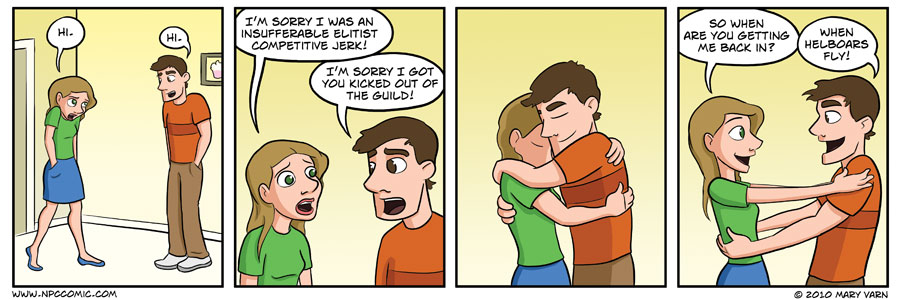 HI.
HI.
I'M SORRY I WAS AN
INSUFFERABLE ELITIST
COMPETITIVE JERK!
I'M SORRY I GOT
YOU KICKED OUT OF
THE GUILD!
SO WHEN
ARE YOU GETTING
ME BACK IN?
WHEN
HELBOARS
FLY!
WWW.NPCCOMIC.COM
© 2010 MARY VARN